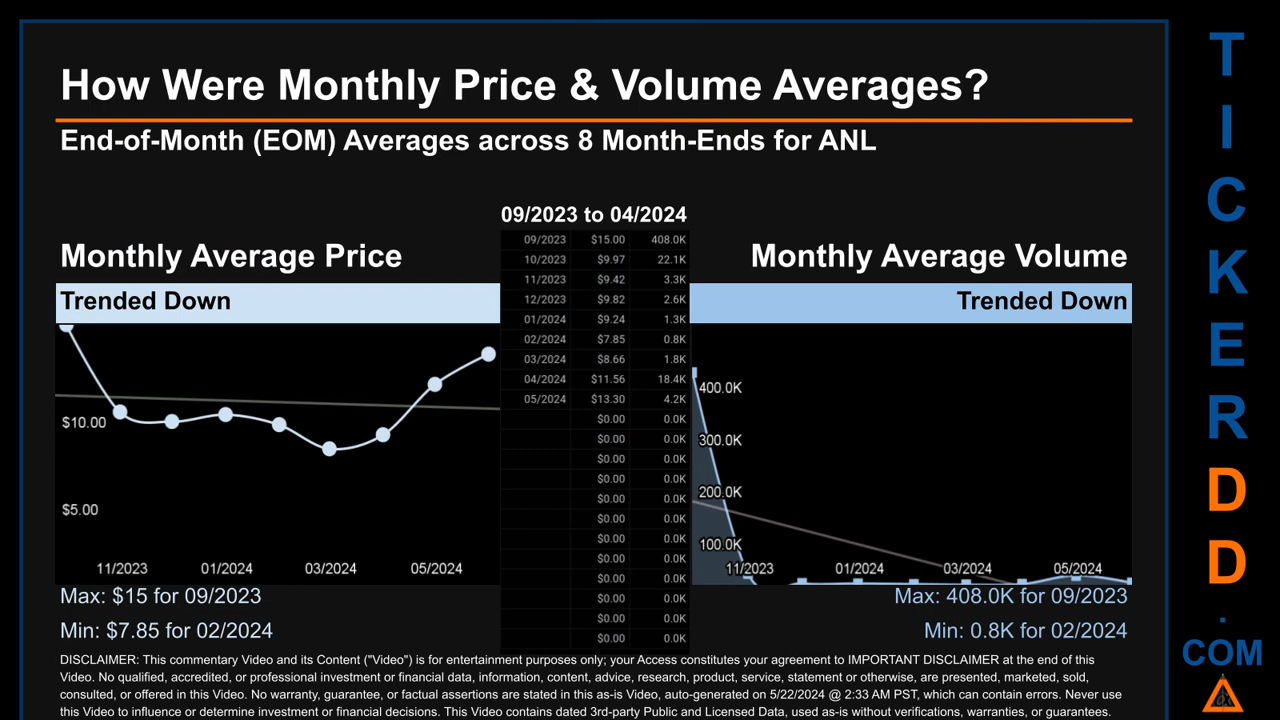 How Were Monthly Price & Volume Averages?
End-of-Month (EOM) Averages across 8 Month-Ends for ANL
09/2023 to 04/2024
Monthly Average Price
Monthly Average Volume
Trended Down
Trended Down
09/2023 $15.00 408.0K
10/2023 $9.97 22.1K
11/2023 $9.42 3.3K
12/2023 $9.82 2.6K
01/2024 $9.24 1.3K
02/2024 $7.85 0.8K
03/2024 $8.66 1.8K
04/2024 $11.56 18.4K
05/2024 $13.30 4.2K
$0.00 0.0K
$0.00 0.0K
$0.00 0.0K
$0.00 0.0K
$0.00 0.0K
$0.00 0.0K
$0.00 0.0K
$0.00 0.0K
$0.00 0.0K
$0.00 0.0K
$0.00 0.0K
$0.00 0.0K
$10.00
$5.00
11/2023 01/2024 03/2024 05/2024
400.0K
300.0K
200.0K
100.0K
11/2023 01/2024 03/2024 05/2024
Max: $15 for 09/2023
Min: $7.85 for 02/2024
Max: 408.0K for 09/2023
Min: 0.8K for 02/2024
DISCLAIMER: This commentary Video and its Content ("Video") is for entertainment purposes only; your Access constitutes your agreement to IMPORTANT DISCLAIMER at the end of this
Video. No qualified, accredited, or professional investment or financial data, information, content, advice, research, product, service, statement or otherwise, are presented, marketed, sold,
consulted, or offered in this Video. No warranty, guarantee, or factual assertions are stated in this as-is Video, auto-generated on 5/22/2024 @ 2:33 AM PST, which can contain errors. Never use
this Video to influence or determine investment or financial decisions. This Video contains dated 3rd-party Public and Licensed Data, used as-is without verifications, warranties, or guarantees.
T
I
C
K
E
R
D
D
.
COM